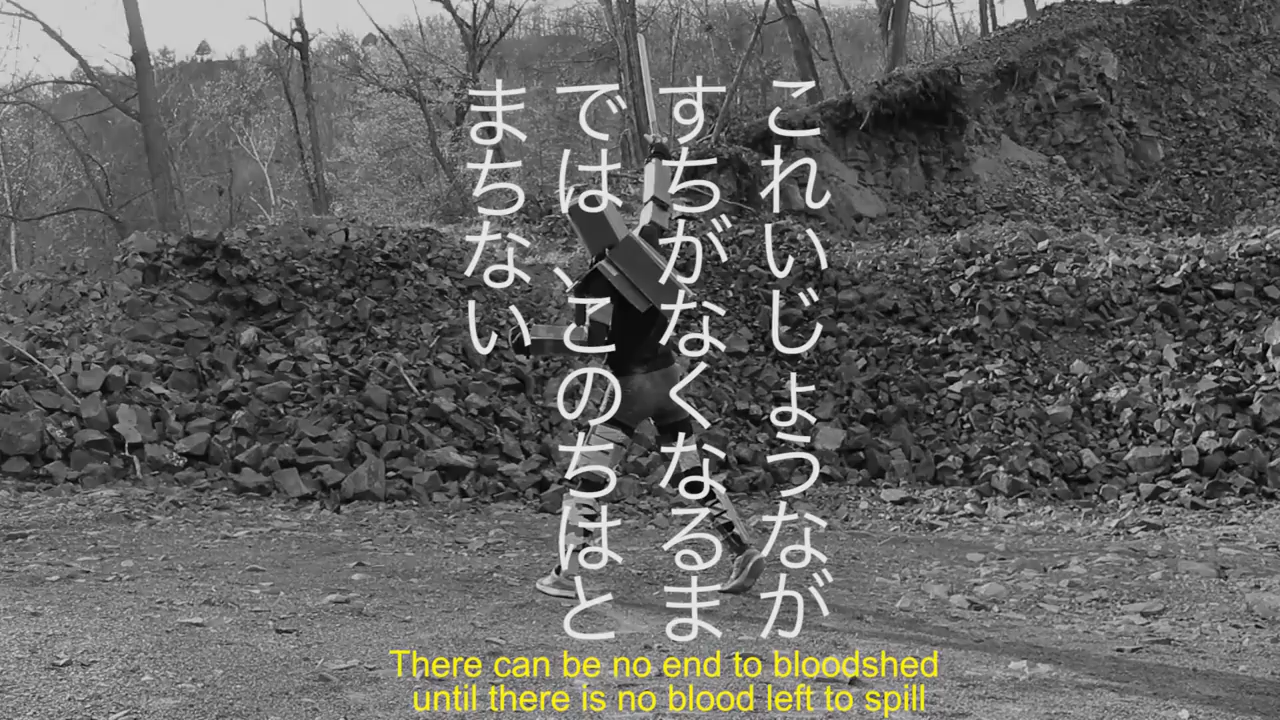 これいじょうなが
すちがなくなるま
では、このちはと
まちない
There can be no end to bloodshed
until there is no blood left to spill